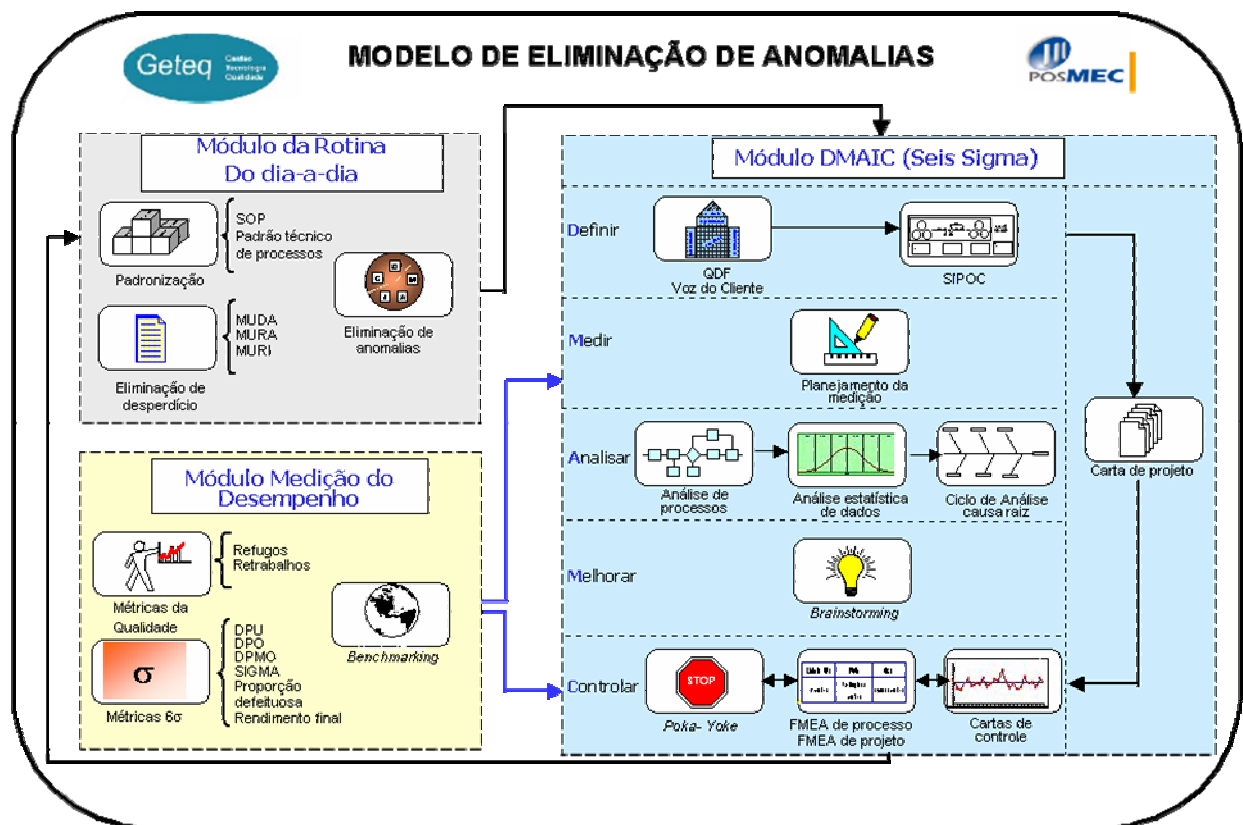 Geteq
Gestão
Tecnologia
Qualidade
MODELO DE ELIMINAÇÃO DE ANOMALIAS
POSMEC
Módulo da Rotina
Do dia-a-dia
Padronização
SOP
Padrão técnico
de processos
Eliminação de
desperdício
MUDA
MURA
MURI
Eliminação de
anomalias
Módulo Medição do
Desempenho
Métricas da
Qualidade
Refugos
Retrabalhos
σ
Métricas 6σ
DPU
DPO
DPMO
SIGMA
Proporção
defeituosa
Rendimento final
Benchmarking
Módulo DMAIC (Seis Sigma)
Definir
QDF
Voz do Cliente
SIPOC
Medir
Planejamento da
medição
Analisar
Análise de
processos
Análise estatística
de dados
Ciclo de Análise
causa raiz
Melhorar
Brainstorming
Controlar
STOP
Poka- Yoke
FMEA de processo
FMEA de projeto
Cartas de
controle
Carta de projeto